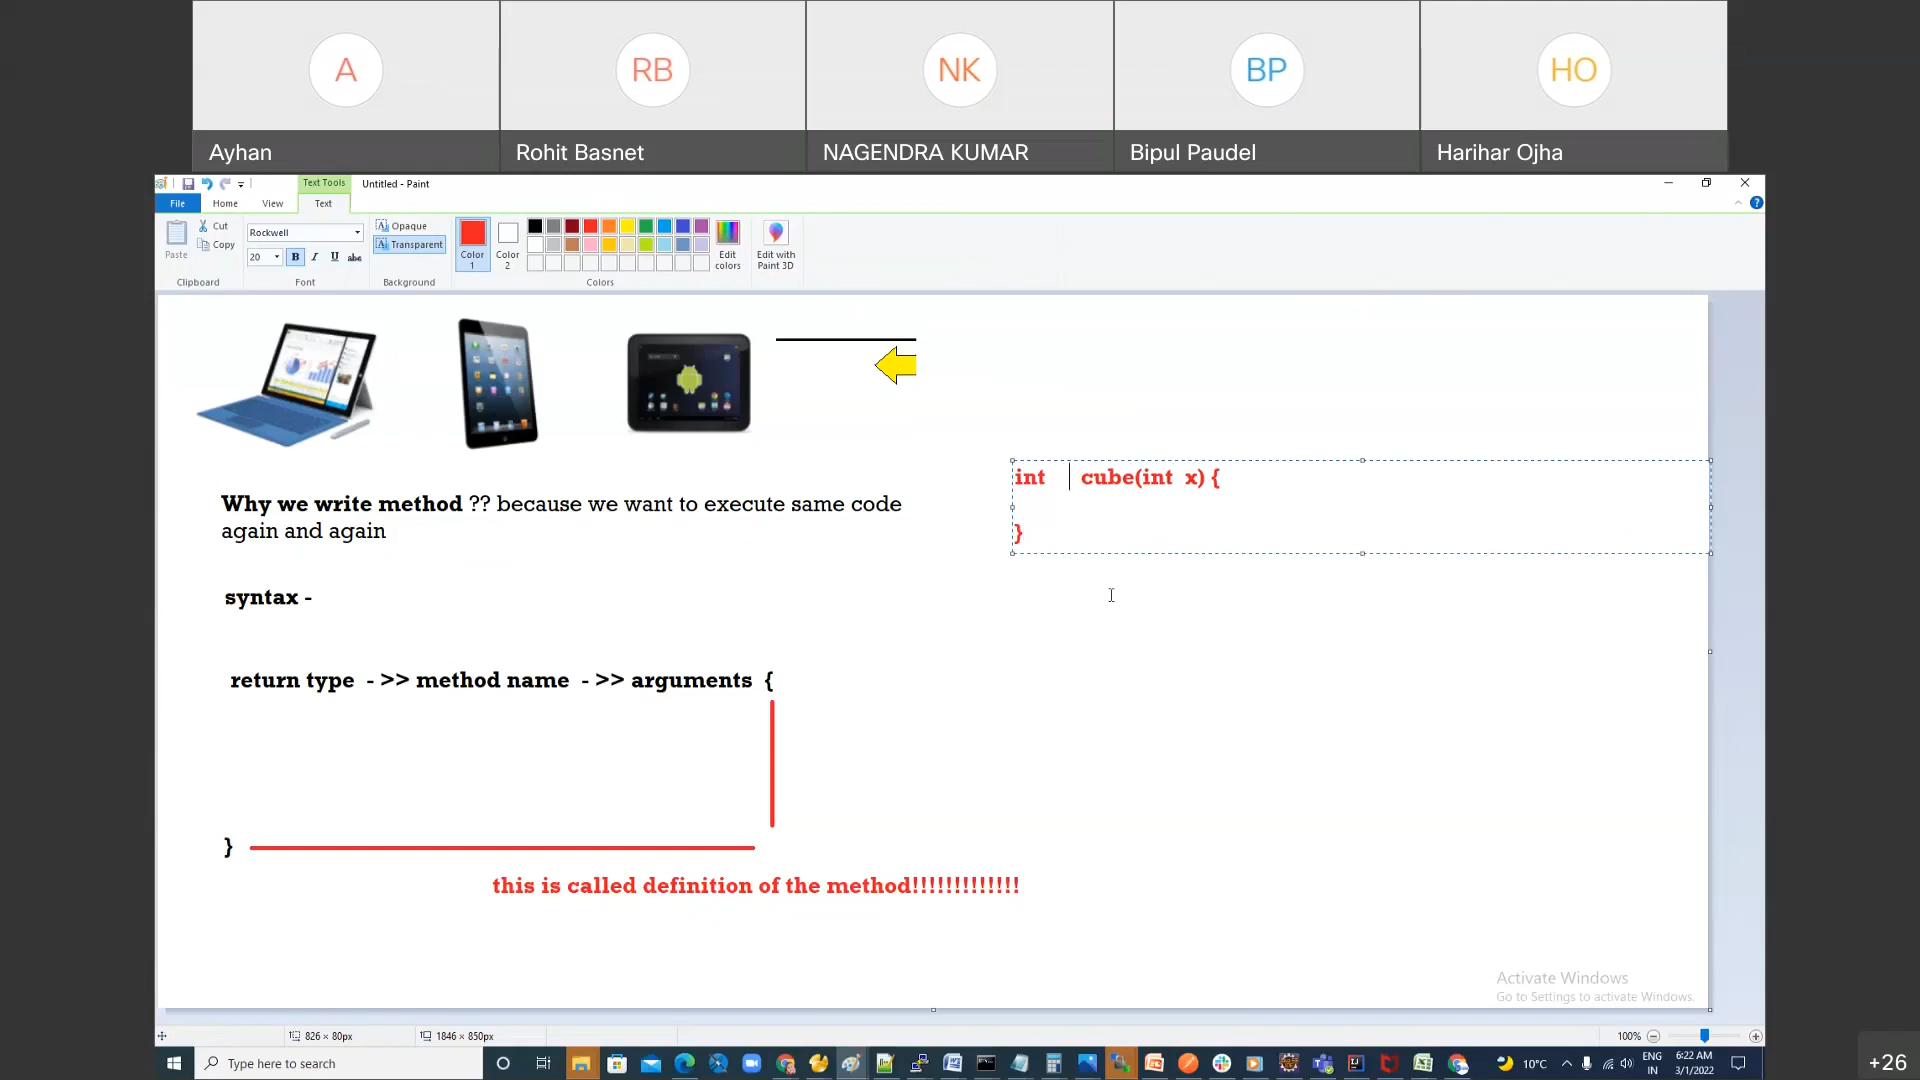 A
RB
NK
BP
HO
Ayhan
Rohit Basnet
NAGENDRA KUMAR
Bipul Paudel
Harihar Ojha
Text Tools
Untitled - Paint
File
Home
View
Text
Paste
Cut
Copy
Clipboard
Rockwell
20
B I U abc
Font
Opaque
Transparent
Background
Color 1
Color 2
Edit colors
Colors
Edit with Paint 3D
int cube(int x) {
}
Why we write method ?? because we want to execute same code
again and again
syntax -
return type - >> method name - >> arguments {
}
this is called definition of the method!!!!!!!!!!!!!
Activate Windows
Go to Settings to activate Windows.
826 × 80px
1846 × 850px
100%
Type here to search
10°C
ENG
IN
6:22 AM
3/1/2022
+26